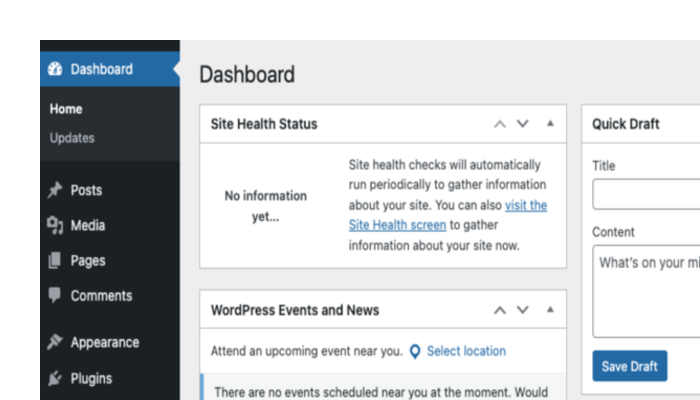 Dashboard
Home
Updates
Posts
Media
Pages
Comments
Appearance
Plugins
Dashboard
Site Health Status
No information
yet...
Site health checks will automatically
run periodically to gather information
about your site. You can also visit the
Site Health screen to gather
information about your site now.
WordPress Events and News
Attend an upcoming event near you. Select location
There are no events scheduled near you at the moment. Would
Quick Draft
Title
Content
What's on your mi
Save Draft